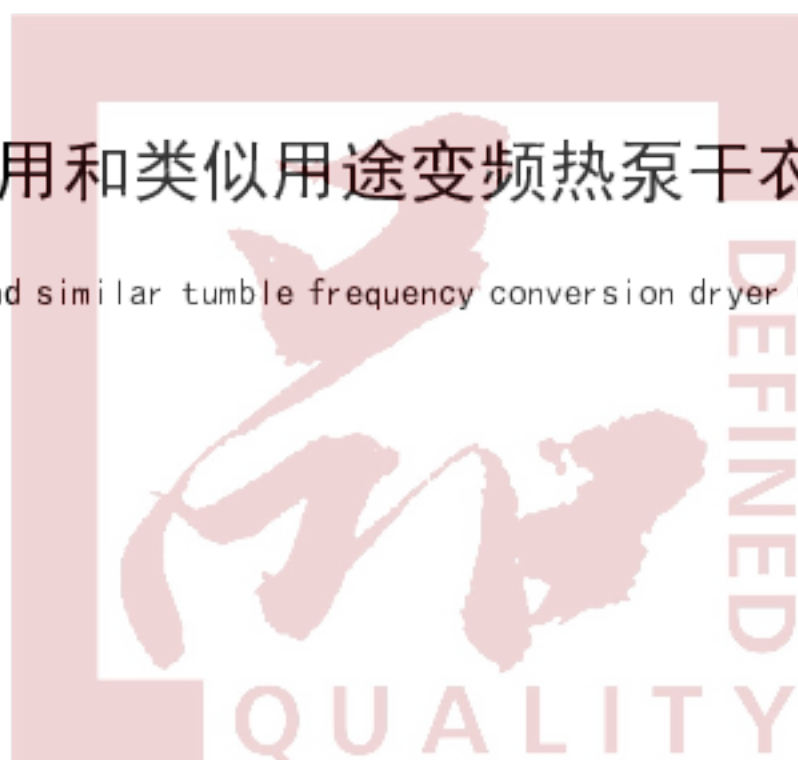 用和类似用途变频热泵干衣
nd similar tumble frequency conversion dryer
DEFINED
QUALITY